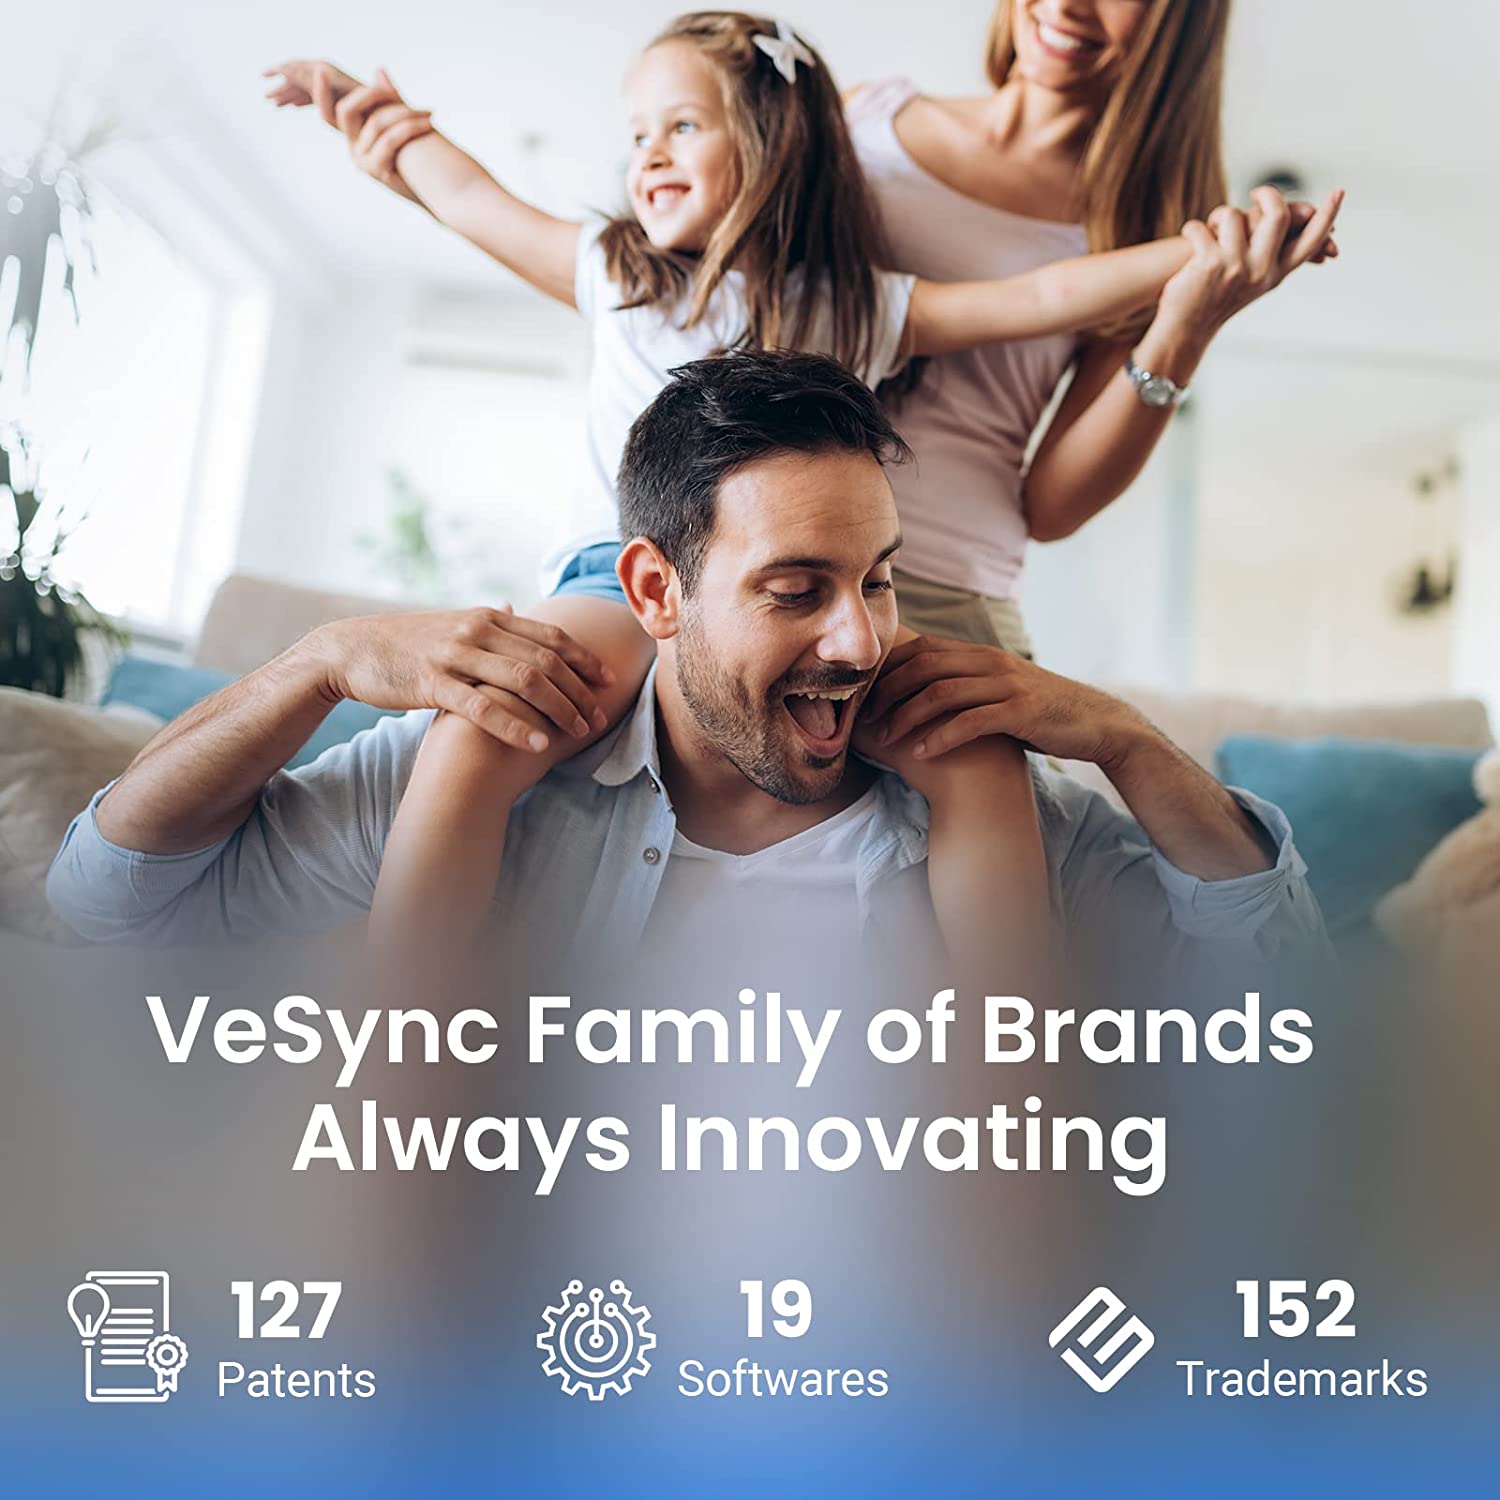 VeSync Family of Brands
Always Innovating
127
Patents
19
Softwares
152
Trademarks